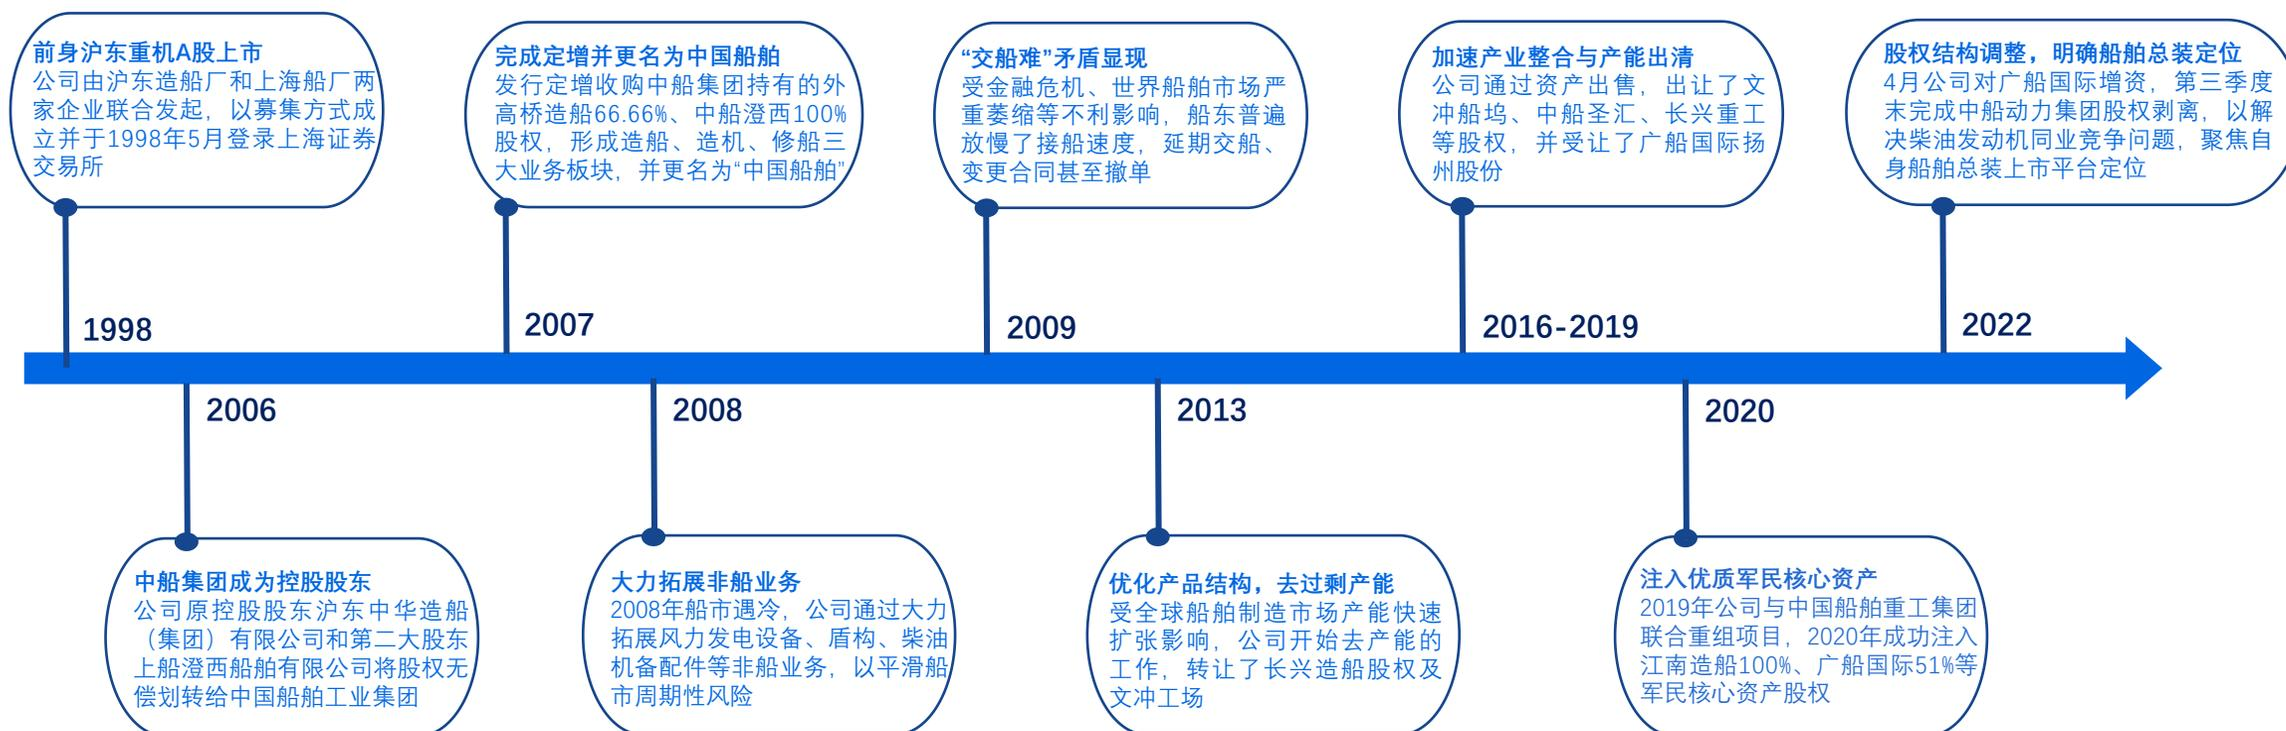 前身沪东重机A股上市
公司由沪东造船厂和上海船厂两
家企业联合发起，以募集方式成
立并于1998年5月登录上海证券
交易所
完成定增并更名为中国船舶
发行定增收购中船集团持有的外
高桥造船66.66%、中船澄西100%
股权，形成造船、造机、修船三
大业务板块，并更名为“中国船舶”
“交船难”矛盾显现
受金融危机、世界船舶市场严
重萎缩等不利影响，船东普遍
放慢了接船速度，延期交船、
变更合同甚至撤单
加速产业整合与产能出清
公司通过资产出售，出让了文
冲船坞、中船圣汇、长兴重工
等股权，并受让了广船国际扬
州股份
股权结构调整，明确船舶总装定位
4月公司对广船国际增资，第三季度
末完成中船动力集团股权剥离，以解
决柴油发动机同业竞争问题，聚焦自
身船舶总装上市平台定位
1998
2007
2009
2016-2019
2022
2006
2008
2013
2020
中船集团成为控股股东
公司原控股股东沪东中华造船
（集团）有限公司和第二大股东
上船澄西船舶有限公司将股权无
偿划转给中国船舶工业集团
大力拓展非船业务
2008年船市遇冷，公司通过大力
拓展风力发电设备、盾构、柴油
机备配件等非船业务，以平滑船
市周期性风险
优化产品结构，去过剩产能
受全球船舶制造市场产能快速
扩张影响，公司开始去产能的
工作，转让了长兴造船股权及
文冲工场
注入优质军民核心资产
2019年公司与中国船舶重工集团
联合重组项目，2020年成功注入
江南造船100%、广船国际51%等
军民核心资产股权